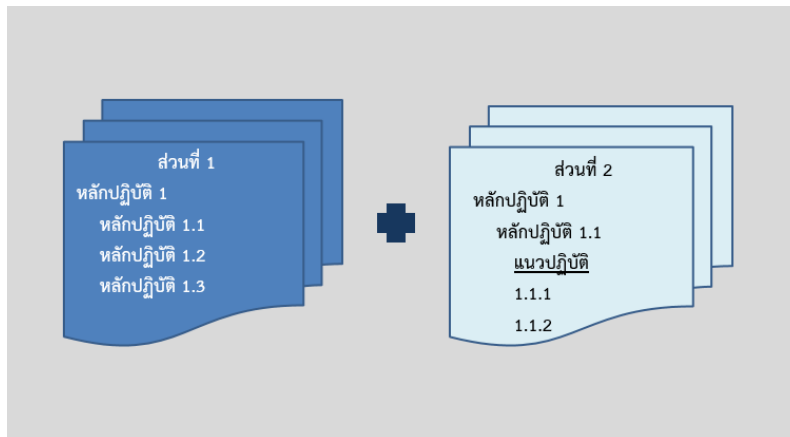 ส่วนที่ 1
หลักปฏิบัติ 1
หลักปฏิบัติ 1.1
หลักปฏิบัติ 1.2
หลักปฏิบัติ 1.3
ส่วนที่ 2
หลักปฏิบัติ 1
หลักปฏิบัติ 1.1
แนวปฏิบัติ
1.1.1
1.1.2